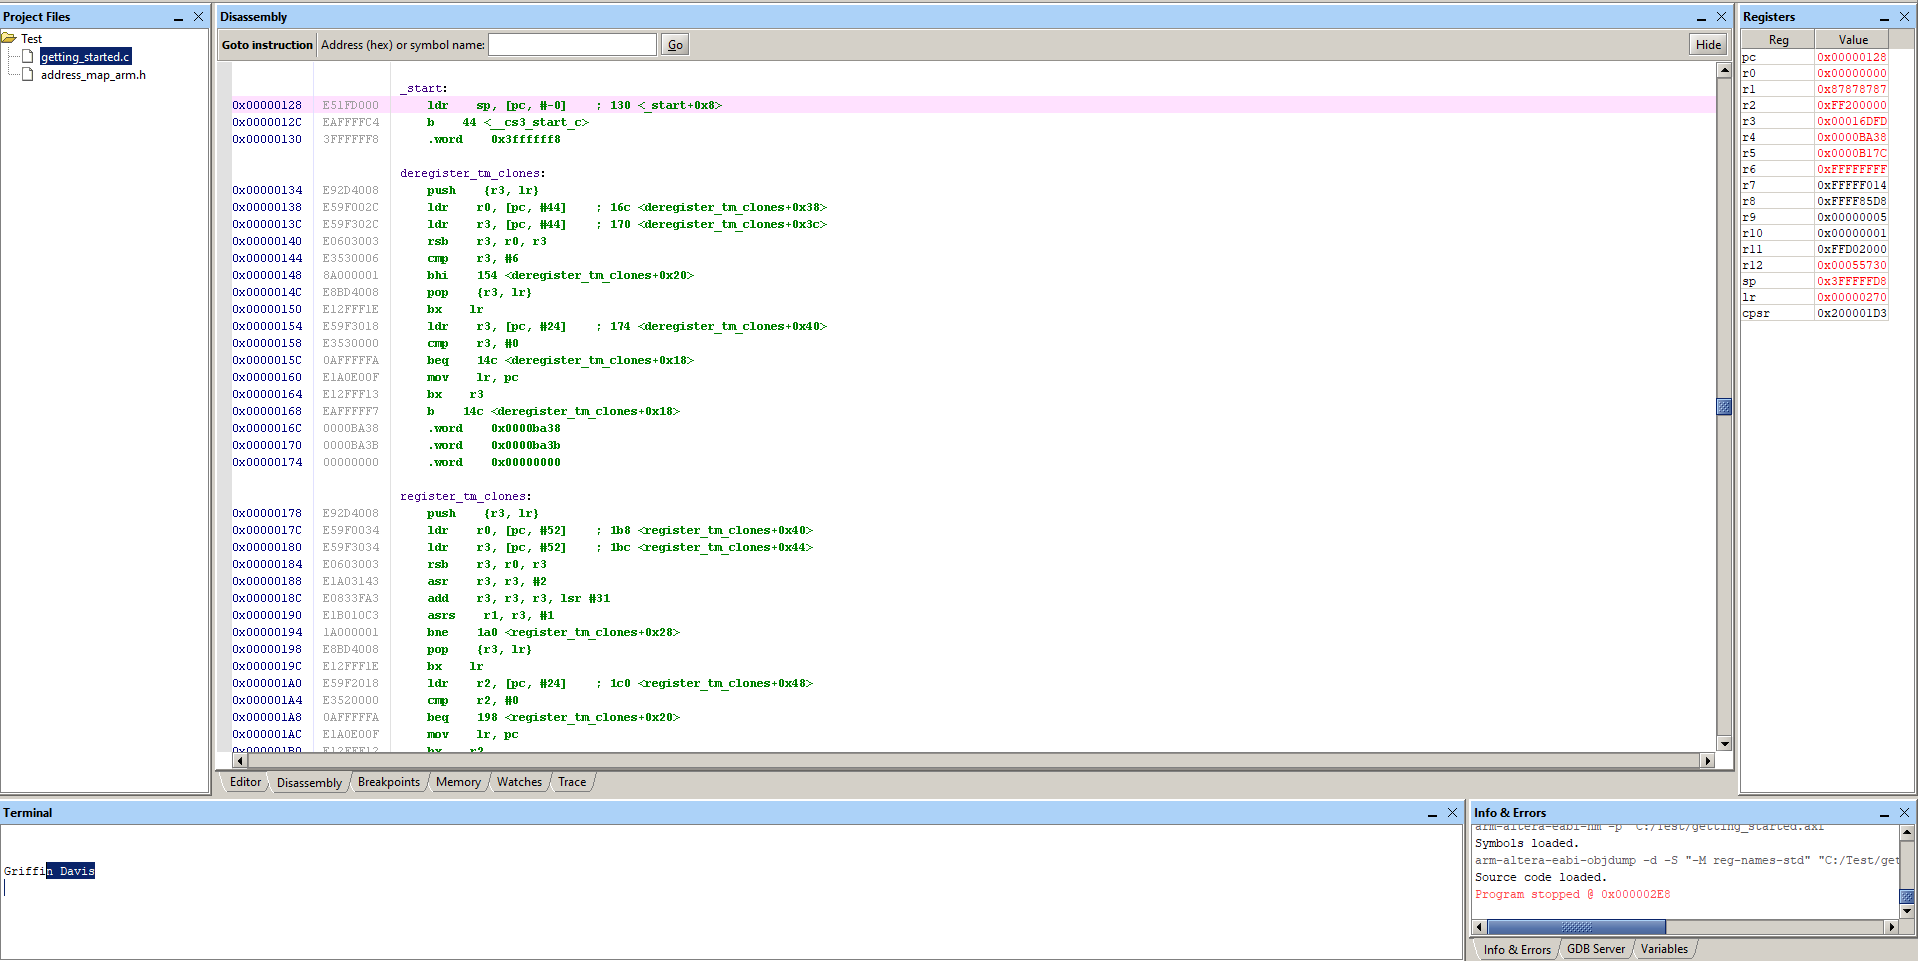 Project Files
Test
getting_started.c
address_map_arm.h
Disassembly
Goto instruction Address (hex) or symbol name: Go Hide
_start:
0x00000128 E51FD000 ldr sp, [pc, #-0] ; 130 <_start+0x8>
0x0000012C EAFFFFC4 b 44 <__cs3_start_c>
0x00000130 3FFFFFF8 .word 0x3ffffff8
deregister_tm_clones:
0x00000134 E92D4008 push {r3, lr}
0x00000138 E59F002C ldr r0, [pc, #44] ; 16c <deregister_tm_clones+0x38>
0x0000013C E59F302C ldr r3, [pc, #44] ; 170 <deregister_tm_clones+0x3c>
0x00000140 E0603003 rsb r3, r0, r3
0x00000144 E3530006 cmp r3, #6
0x00000148 8A000001 bhi 154 <deregister_tm_clones+0x20>
0x0000014C E8BD4008 pop {r3, lr}
0x00000150 E12FFF1E bx lr
0x00000154 E59F3018 ldr r3, [pc, #24] ; 174 <deregister_tm_clones+0x40>
0x00000158 E3530000 cmp r3, #0
0x0000015C 0AFFFFFA beq 14c <deregister_tm_clones+0x18>
0x00000160 E1A0E00F mov lr, pc
0x00000164 E12FFF13 bx r3
0x00000168 EAFFFFF7 b 14c <deregister_tm_clones+0x18>
0x0000016C 0000BA38 .word 0x0000ba38
0x00000170 0000BA3B .word 0x0000ba3b
0x00000174 00000000 .word 0x00000000
register_tm_clones:
0x00000178 E92D4008 push {r3, lr}
0x0000017C E59F0034 ldr r0, [pc, #52] ; 1b8 <register_tm_clones+0x40>
0x00000180 E59F3034 ldr r3, [pc, #52] ; 1bc <register_tm_clones+0x44>
0x00000184 E0603003 rsb r3, r0, r3
0x00000188 E1A03143 asr r3, r3, #2
0x0000018C E0833FA3 add r3, r3, r3, lsr #31
0x00000190 E1B010C3 asrs r1, r3, #1
0x00000194 1A000001 bne 1a0 <register_tm_clones+0x28>
0x00000198 E8BD4008 pop {r3, lr}
0x0000019C E12FFF1E bx lr
0x000001A0 E59F2018 ldr r2, [pc, #24] ; 1c0 <register_tm_clones+0x48>
0x000001A4 E3520000 cmp r2, #0
0x000001A8 0AFFFFFA beq 198 <register_tm_clones+0x20>
0x000001AC E1A0E00F mov lr, pc
0x000001B0 E12FFF12 bx r2
Editor Disassembly Breakpoints Memory Watches Trace
Registers
Reg Value
pc 0x00000128
r0 0x00000000
r1 0x87878787
r2 0xFF200000
r3 0x00016DFD
r4 0x0000BA38
r5 0x0000B17C
r6 0xFFFFFFFF
r7 0xFFFFF014
r8 0xFFFF85D8
r9 0x00000005
r10 0x00000001
r11 0xFFD02000
r12 0x00055730
sp 0x3FFFFFD8
lr 0x00000270
cpsr 0x200001D3
Terminal
Griffin Davis
Info & Errors
arm-altera-eabi-nm -p "C:/Test/getting_started.axf"
Symbols loaded.
arm-altera-eabi-objdump -d -S "-M reg-names-std" "C:/Test/get
Source code loaded.
Program stopped @ 0x000002E8
Info & Errors GDB Server Variables